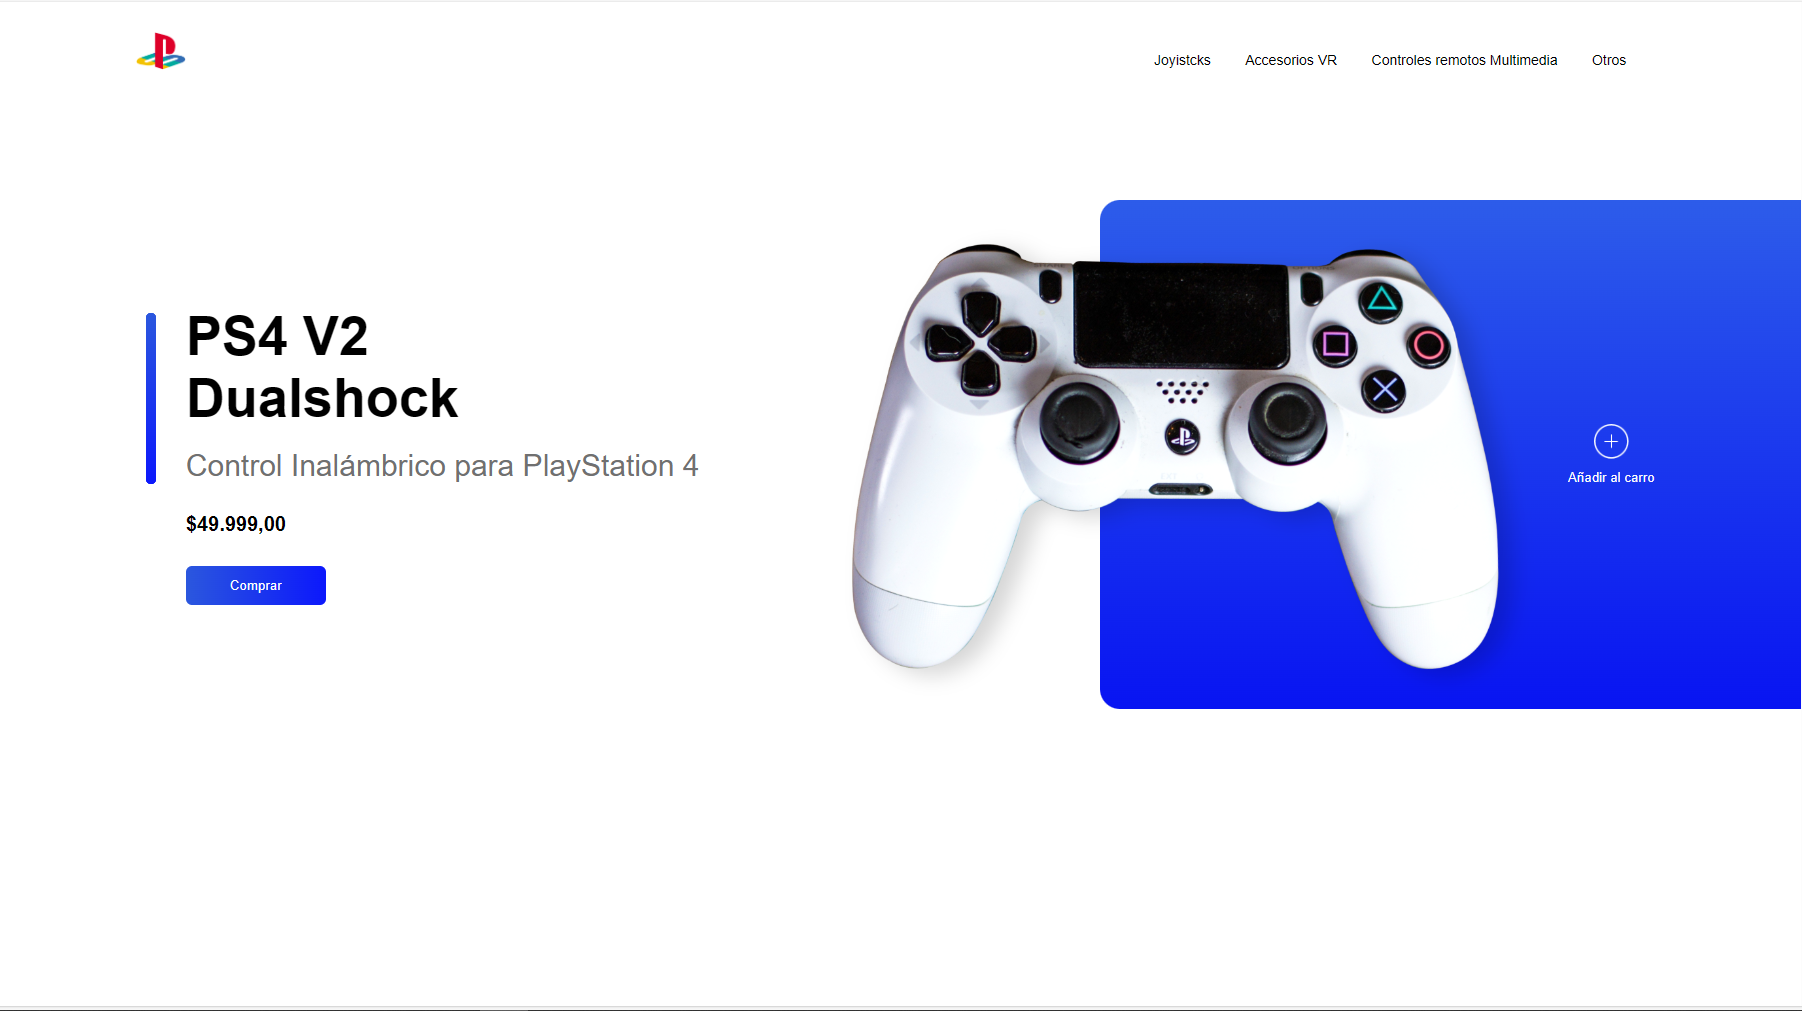 Joyistcks
Accesorios VR
Controles remotos Multimedia
Otros
PS4 V2
Dualshock
Control Inalámbrico para PlayStation 4
$49.999,00
Comprar
Añadir al carro